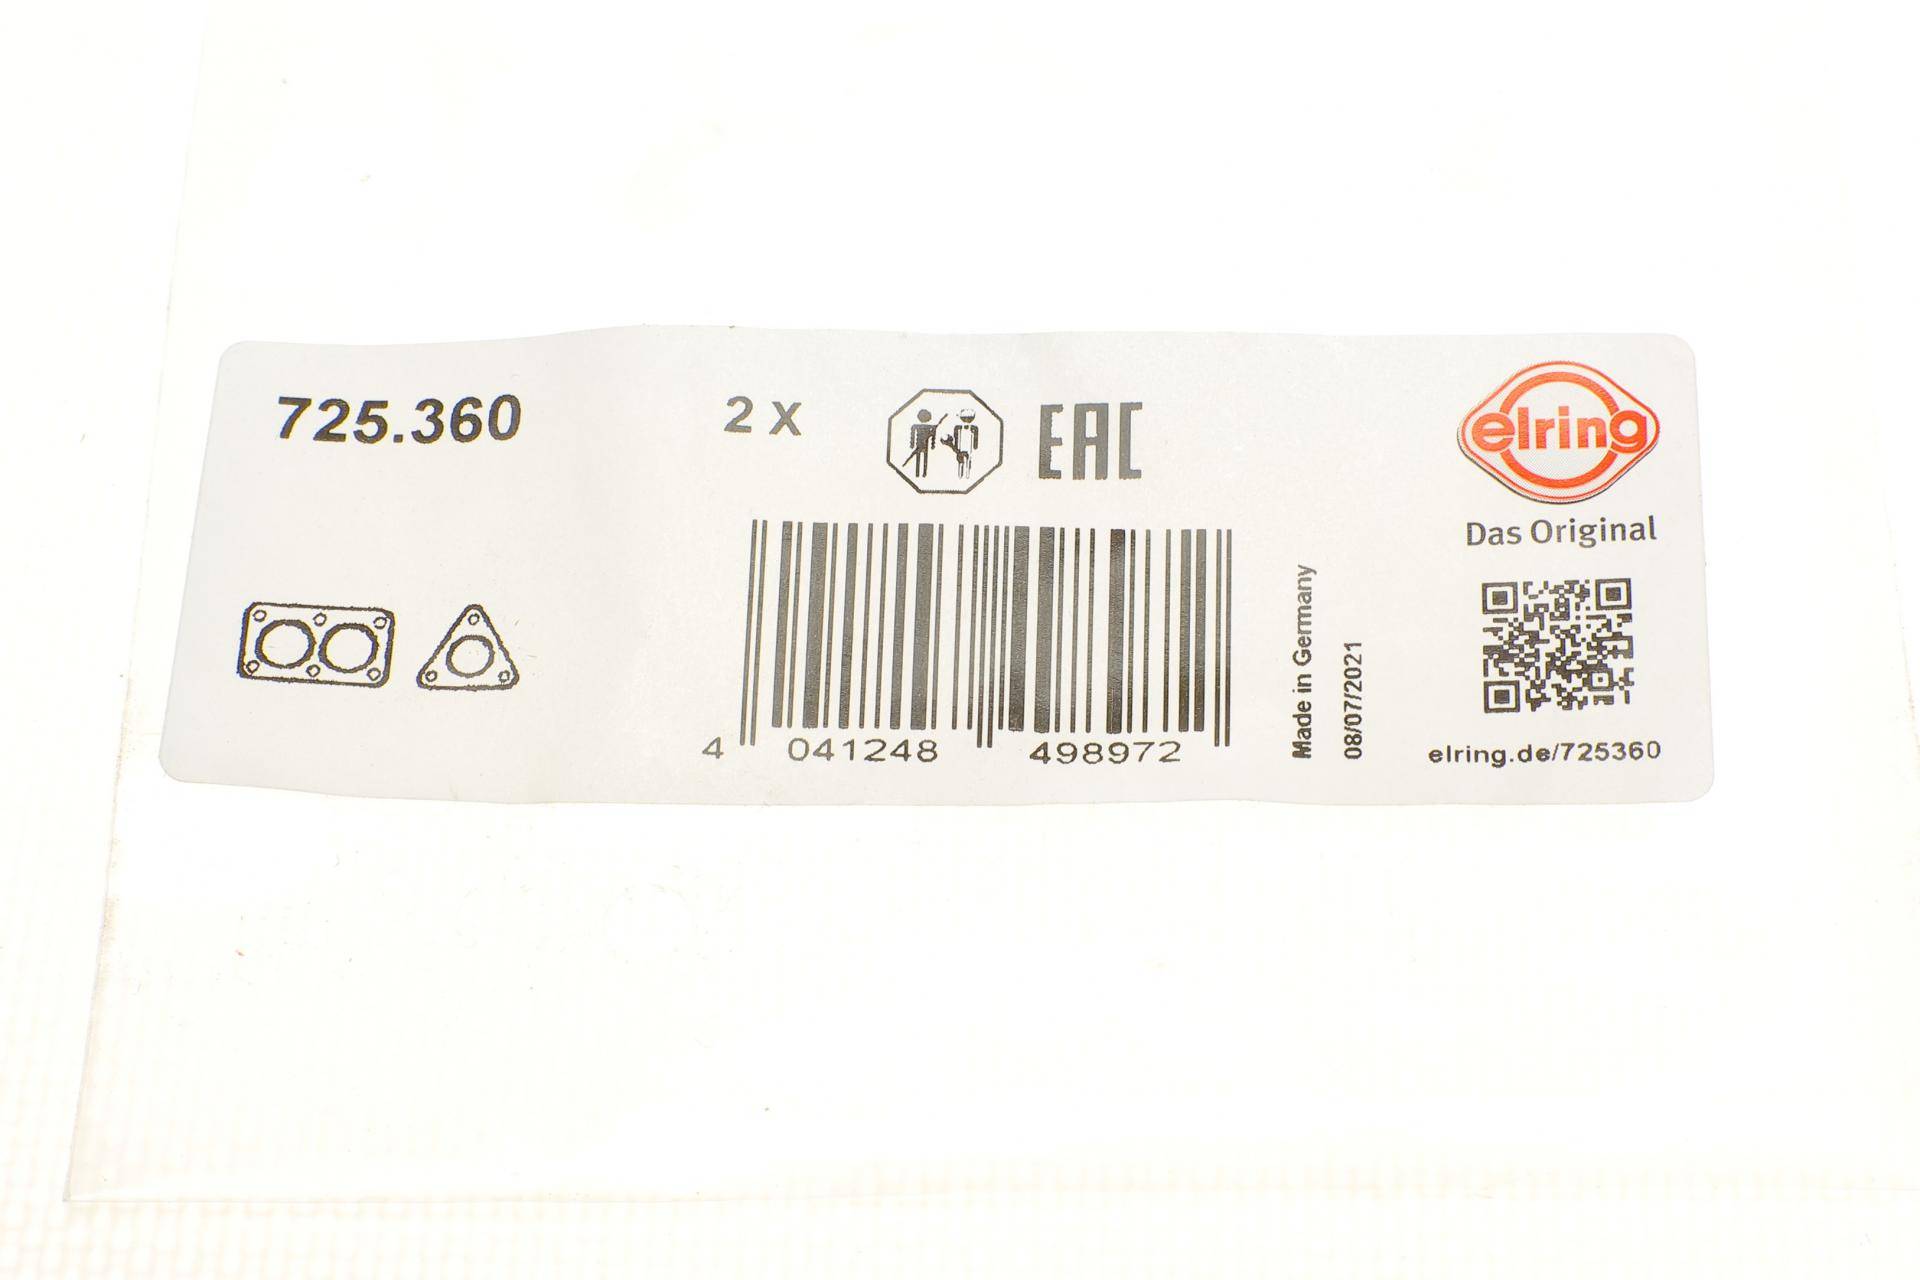 725.360
2 X
EAC
elring
Das Original
4 041248 498972
Made in Germany
08/07/2021
elring.de/725360